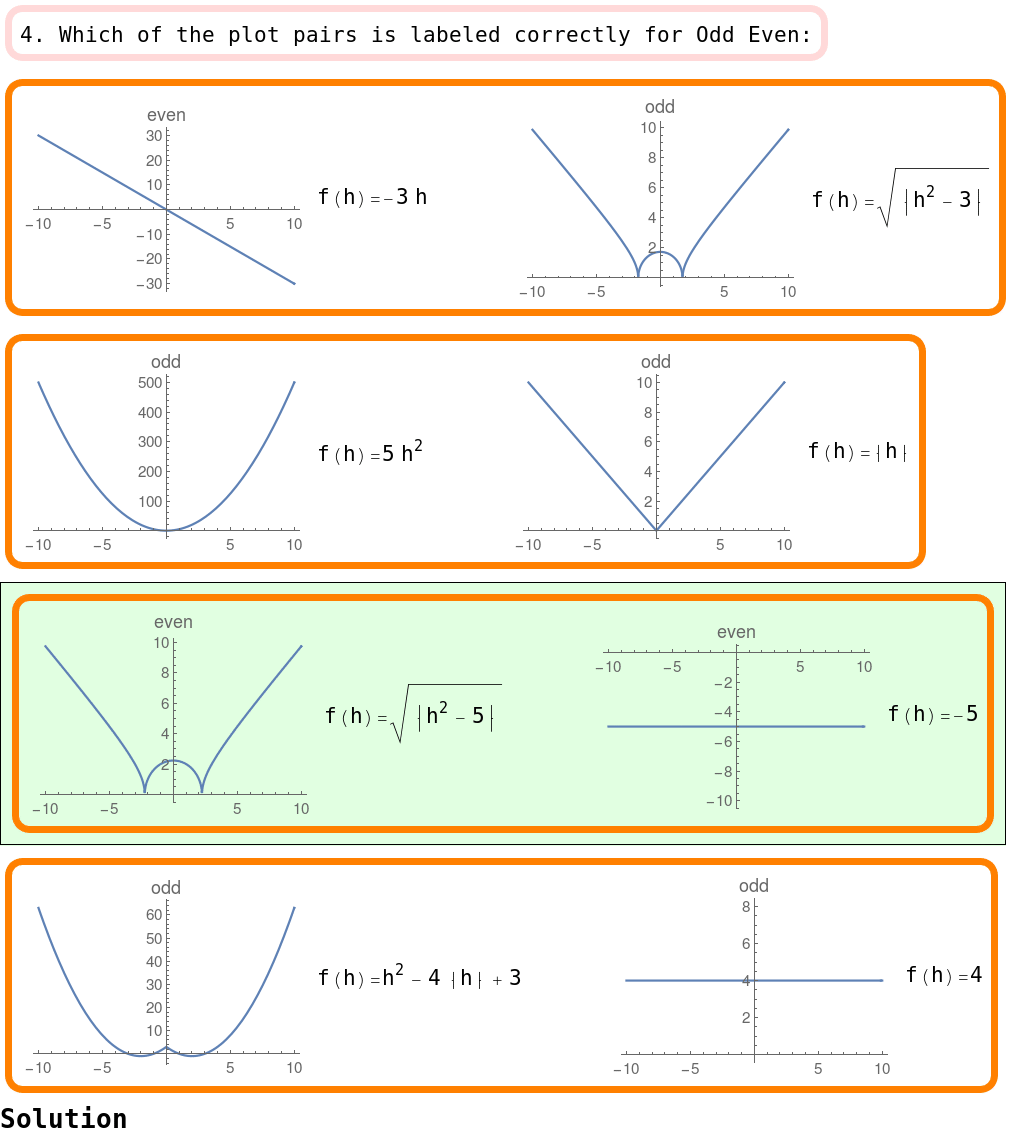 4. Which of the plot pairs is labeled correctly for Odd Even:
even
30
20
10
-10 -5 5 10
-10
-20
-30
f(h)=-3 h
odd
10
8
6
4
2
-10 -5 5 10
f(h)=√|h² - 3|
odd
500
400
300
200
100
-10 -5 5 10
f(h)=5 h²
odd
10
8
6
4
2
-10 -5 5 10
f(h)=|h|
even
10
8
6
4
2
-10 -5 5 10
f(h)=√|h² - 5|
even
-10 -5 5 10
-2
-4
-6
-8
-10
f(h)=-5
odd
60
50
40
30
20
10
-10 -5 5 10
f(h)=h² - 4 |h| + 3
odd
8
6
4
2
-10 -5 5 10
f(h)=4
Solution